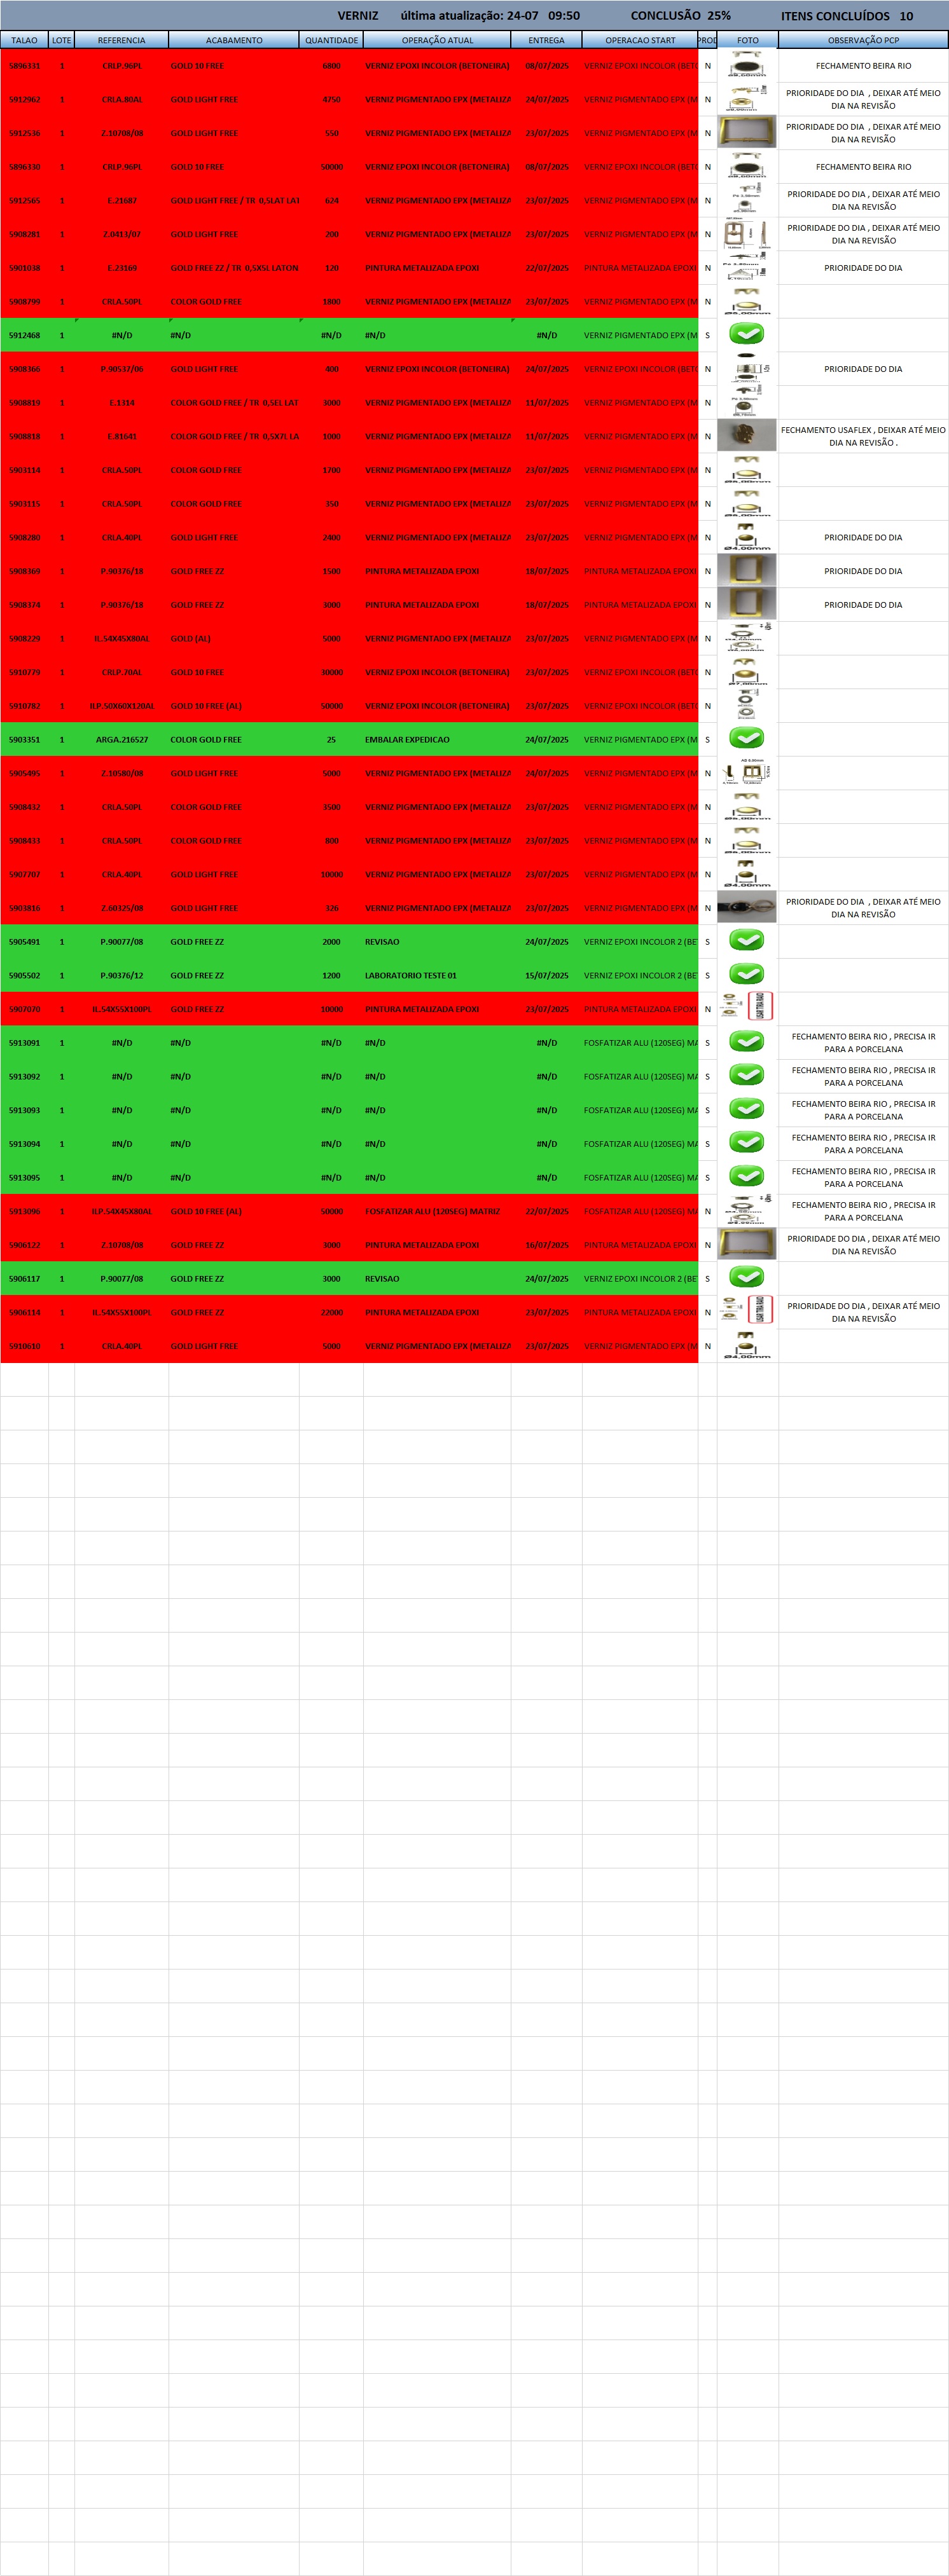 VERNIZ última atualização: 24-07 09:50 CONCLUSÃO 25% ITENS CONCLUÍDOS 10
TALAO LOTE REFERENCIA ACABAMENTO QUANTIDADE OPERAÇÃO ATUAL ENTREGA OPERACAO START PROD FOTO OBSERVAÇÃO PCP
5896331 1 CRLP.96PL GOLD 10 FREE 6800 VERNIZ EPOXI INCOLOR (BETONEIRA) 08/07/2025 VERNIZ EPOXI INCOLOR (BETO N FECHAMENTO BEIRA RIO
5912962 1 CRLA.80AL GOLD LIGHT FREE 4750 VERNIZ PIGMENTADO EPX (METALIZA 24/07/2025 VERNIZ PIGMENTADO EPX (M N PRIORIDADE DO DIA , DEIXAR ATÉ MEIO DIA NA REVISÃO
5912536 1 Z.10708/08 GOLD LIGHT FREE 550 VERNIZ PIGMENTADO EPX (METALIZA 23/07/2025 VERNIZ PIGMENTADO EPX (M N PRIORIDADE DO DIA , DEIXAR ATÉ MEIO DIA NA REVISÃO
5896330 1 CRLP.96PL GOLD 10 FREE 50000 VERNIZ EPOXI INCOLOR (BETONEIRA) 08/07/2025 VERNIZ EPOXI INCOLOR (BETO N FECHAMENTO BEIRA RIO
5912565 1 E.21687 GOLD LIGHT FREE / TR 0,5LAT LAT 624 VERNIZ PIGMENTADO EPX (METALIZA 23/07/2025 VERNIZ PIGMENTADO EPX (M N PRIORIDADE DO DIA , DEIXAR ATÉ MEIO DIA NA REVISÃO
5908281 1 Z.0413/07 GOLD LIGHT FREE 200 VERNIZ PIGMENTADO EPX (METALIZA 23/07/2025 VERNIZ PIGMENTADO EPX (M N PRIORIDADE DO DIA , DEIXAR ATÉ MEIO DIA NA REVISÃO
5901038 1 E.23169 GOLD FREE ZZ / TR 0,5X5L LATON 120 PINTURA METALIZADA EPOXI 22/07/2025 PINTURA METALIZADA EPOXI N PRIORIDADE DO DIA
5908799 1 CRLA.50PL COLOR GOLD FREE 1800 VERNIZ PIGMENTADO EPX (METALIZA 23/07/2025 VERNIZ PIGMENTADO EPX (M N
5912468 1 #N/D #N/D #N/D #N/D #N/D VERNIZ PIGMENTADO EPX (M S
5908366 1 P.90537/06 GOLD LIGHT FREE 400 VERNIZ EPOXI INCOLOR (BETONEIRA) 24/07/2025 VERNIZ EPOXI INCOLOR (BETO N PRIORIDADE DO DIA
5908819 1 E.1314 COLOR GOLD FREE / TR 0,5EL LAT 3000 VERNIZ PIGMENTADO EPX (METALIZA 11/07/2025 VERNIZ PIGMENTADO EPX (M N
5908818 1 E.81641 COLOR GOLD FREE / TR 0,5X7L LA 1000 VERNIZ PIGMENTADO EPX (METALIZA 11/07/2025 VERNIZ PIGMENTADO EPX (M N FECHAMENTO USAFLEX , DEIXAR ATÉ MEIO DIA NA REVISÃO .
5903114 1 CRLA.50PL COLOR GOLD FREE 1700 VERNIZ PIGMENTADO EPX (METALIZA 23/07/2025 VERNIZ PIGMENTADO EPX (M N
5903115 1 CRLA.50PL COLOR GOLD FREE 350 VERNIZ PIGMENTADO EPX (METALIZA 23/07/2025 VERNIZ PIGMENTADO EPX (M N
5908280 1 CRLA.40PL GOLD LIGHT FREE 2400 VERNIZ PIGMENTADO EPX (METALIZA 23/07/2025 VERNIZ PIGMENTADO EPX (M N Ø4,00mm PRIORIDADE DO DIA
5908369 1 P.90376/18 GOLD FREE ZZ 1500 PINTURA METALIZADA EPOXI 18/07/2025 PINTURA METALIZADA EPOXI N PRIORIDADE DO DIA
5908374 1 P.90376/18 GOLD FREE ZZ 3000 PINTURA METALIZADA EPOXI 18/07/2025 PINTURA METALIZADA EPOXI N PRIORIDADE DO DIA
5908229 1 IL.54X45X80AL GOLD (AL) 5000 VERNIZ PIGMENTADO EPX (METALIZA 23/07/2025 VERNIZ PIGMENTADO EPX (M N
5910779 1 CRLP.70AL GOLD 10 FREE 30000 VERNIZ EPOXI INCOLOR (BETONEIRA) 23/07/2025 VERNIZ EPOXI INCOLOR (BETO N
5910782 1 ILP.50X60X120AL GOLD 10 FREE (AL) 50000 VERNIZ EPOXI INCOLOR (BETONEIRA) 23/07/2025 VERNIZ EPOXI INCOLOR (BETO N
5903351 1 ARGA.216527 COLOR GOLD FREE 25 EMBALAR EXPEDICAO 24/07/2025 VERNIZ PIGMENTADO EPX (M S
5905495 1 Z.10580/08 GOLD LIGHT FREE 5000 VERNIZ PIGMENTADO EPX (METALIZA 24/07/2025 VERNIZ PIGMENTADO EPX (M N
5908432 1 CRLA.50PL COLOR GOLD FREE 3500 VERNIZ PIGMENTADO EPX (METALIZA 23/07/2025 VERNIZ PIGMENTADO EPX (M N
5908433 1 CRLA.50PL COLOR GOLD FREE 800 VERNIZ PIGMENTADO EPX (METALIZA 23/07/2025 VERNIZ PIGMENTADO EPX (M N
5907707 1 CRLA.40PL GOLD LIGHT FREE 10000 VERNIZ PIGMENTADO EPX (METALIZA 23/07/2025 VERNIZ PIGMENTADO EPX (M N Ø4,00mm
5903816 1 Z.60325/08 GOLD LIGHT FREE 326 VERNIZ PIGMENTADO EPX (METALIZA 23/07/2025 VERNIZ PIGMENTADO EPX (M N PRIORIDADE DO DIA , DEIXAR ATÉ MEIO DIA NA REVISÃO
5905491 1 P.90077/08 GOLD FREE ZZ 2000 REVISAO 24/07/2025 VERNIZ EPOXI INCOLOR 2 (BE S
5905502 1 P.90376/12 GOLD FREE ZZ 1200 LABORATORIO TESTE 01 15/07/2025 VERNIZ EPOXI INCOLOR 2 (BE S
5907070 1 IL.54X55X100PL GOLD FREE ZZ 10000 PINTURA METALIZADA EPOXI 23/07/2025 PINTURA METALIZADA EPOXI N
5913091 1 #N/D #N/D #N/D #N/D #N/D FOSFATIZAR ALU (120SEG) MA S FECHAMENTO BEIRA RIO , PRECISA IR PARA A PORCELANA
5913092 1 #N/D #N/D #N/D #N/D #N/D FOSFATIZAR ALU (120SEG) MA S FECHAMENTO BEIRA RIO , PRECISA IR PARA A PORCELANA
5913093 1 #N/D #N/D #N/D #N/D #N/D FOSFATIZAR ALU (120SEG) MA S FECHAMENTO BEIRA RIO , PRECISA IR PARA A PORCELANA
5913094 1 #N/D #N/D #N/D #N/D #N/D FOSFATIZAR ALU (120SEG) MA S FECHAMENTO BEIRA RIO , PRECISA IR PARA A PORCELANA
5913095 1 #N/D #N/D #N/D #N/D #N/D FOSFATIZAR ALU (120SEG) MA S FECHAMENTO BEIRA RIO , PRECISA IR PARA A PORCELANA
5913096 1 ILP.54X45X80AL GOLD 10 FREE (AL) 50000 FOSFATIZAR ALU (120SEG) MATRIZ 22/07/2025 FOSFATIZAR ALU (120SEG) MA N FECHAMENTO BEIRA RIO , PRECISA IR PARA A PORCELANA
5906122 1 Z.10708/08 GOLD FREE ZZ 3000 PINTURA METALIZADA EPOXI 16/07/2025 PINTURA METALIZADA EPOXI N PRIORIDADE DO DIA , DEIXAR ATÉ MEIO DIA NA REVISÃO
5906117 1 P.90077/08 GOLD FREE ZZ 3000 REVISAO 24/07/2025 VERNIZ EPOXI INCOLOR 2 (BE S
5906114 1 IL.54X55X100PL GOLD FREE ZZ 22000 PINTURA METALIZADA EPOXI 23/07/2025 PINTURA METALIZADA EPOXI N PRIORIDADE DO DIA , DEIXAR ATÉ MEIO DIA NA REVISÃO
5910610 1 CRLA.40PL GOLD LIGHT FREE 5000 VERNIZ PIGMENTADO EPX (METALIZA 23/07/2025 VERNIZ PIGMENTADO EPX (M N Ø4,00mm